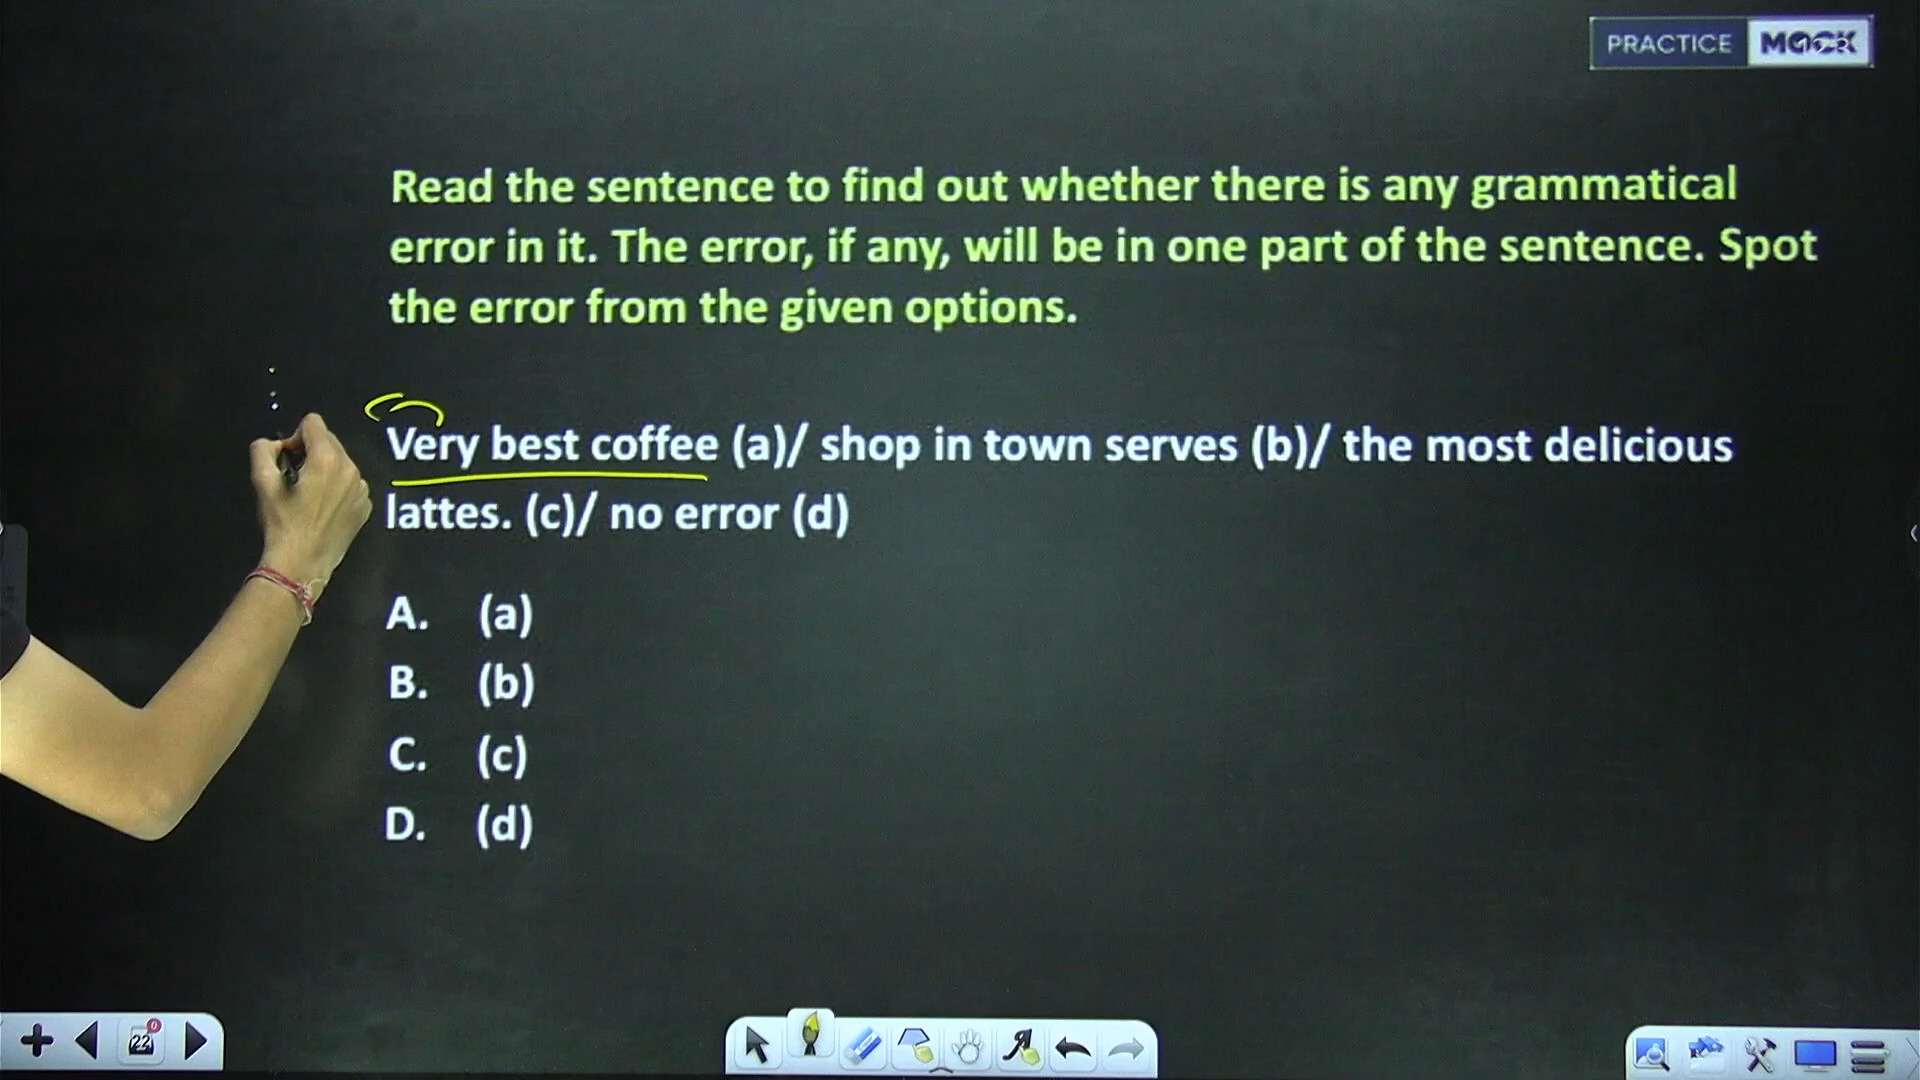 PRACTICE MOCK
Read the sentence to find out whether there is any grammatical
error in it. The error, if any, will be in one part of the sentence. Spot
the error from the given options.
Very best coffee (a)/ shop in town serves (b)/ the most delicious
lattes. (c)/ no error (d)
A. (a)
B. (b)
C. (c)
D. (d)
22